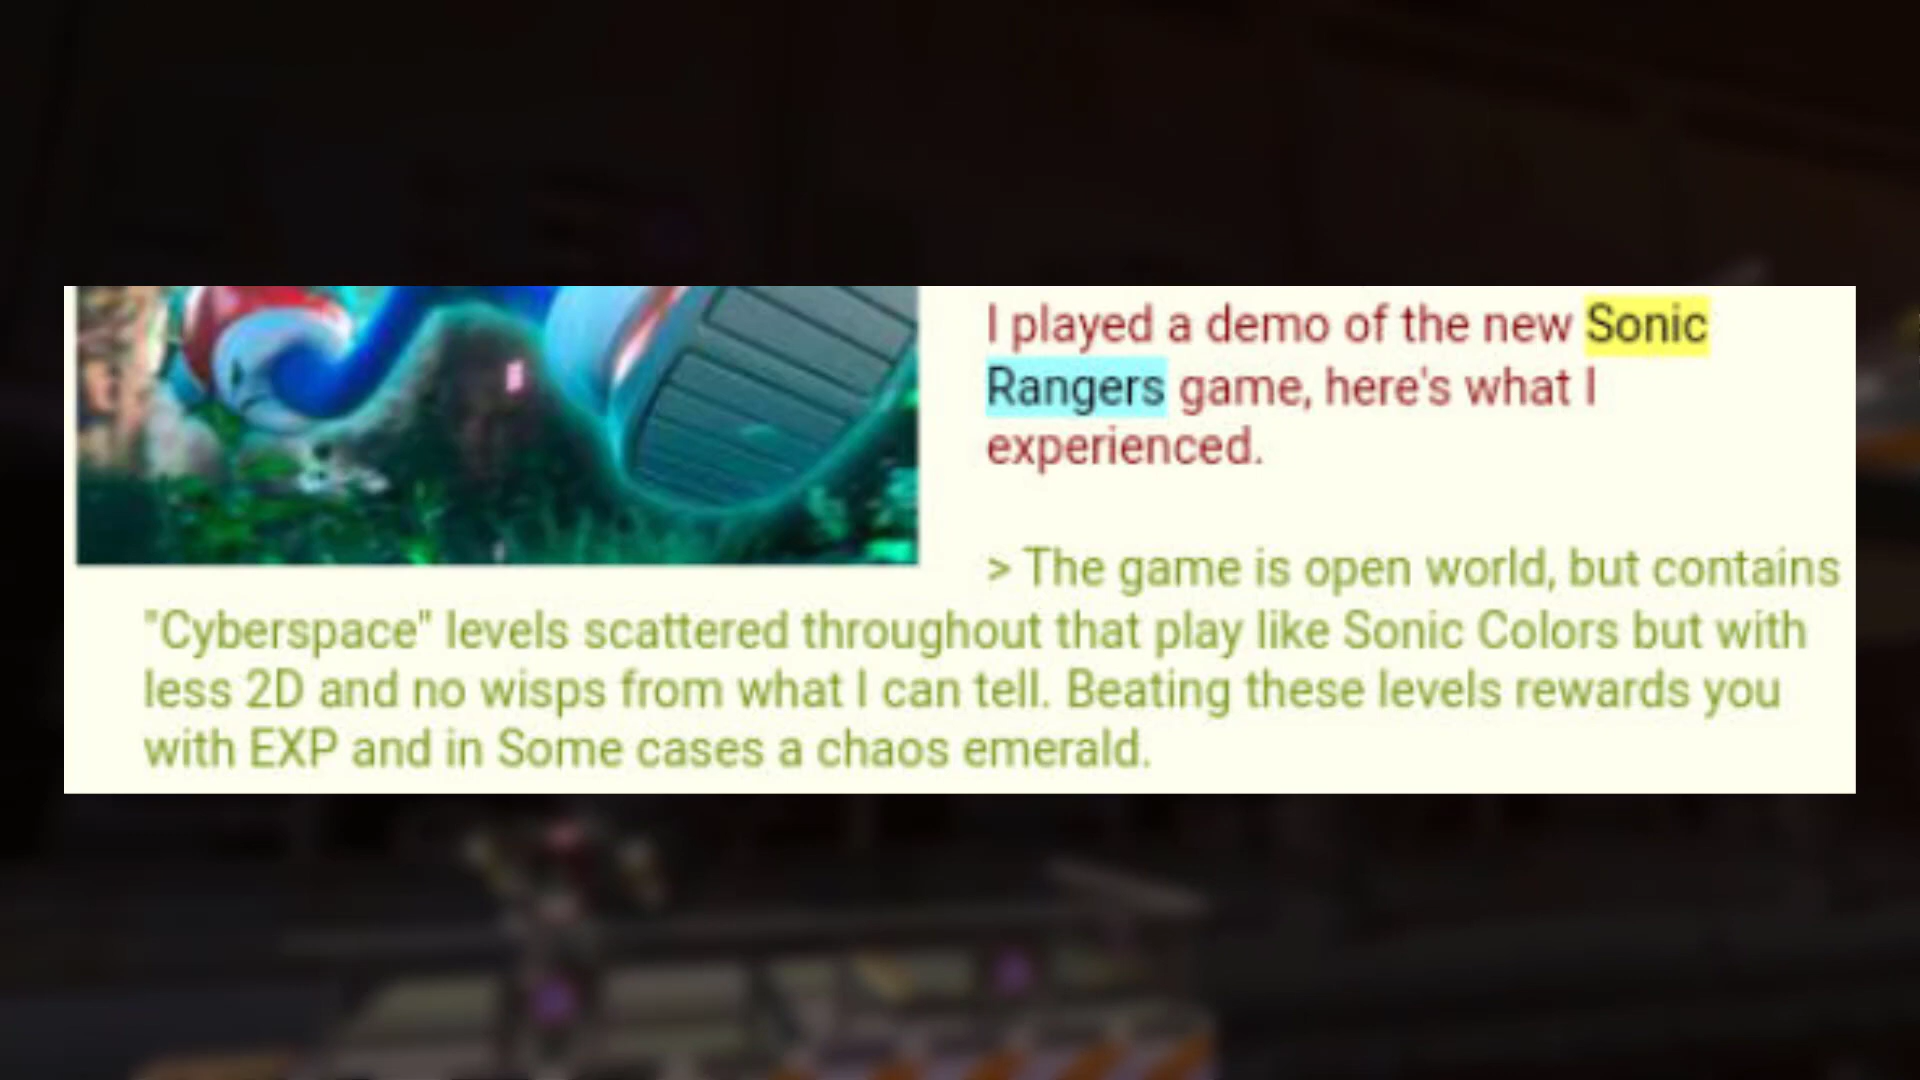 I played a demo of the new Sonic
Rangers game, here's what I
experienced.
> The game is open world, but contains
"Cyberspace" levels scattered throughout that play like Sonic Colors but with
less 2D and no wisps from what I can tell. Beating these levels rewards you
with EXP and in Some cases a chaos emerald.